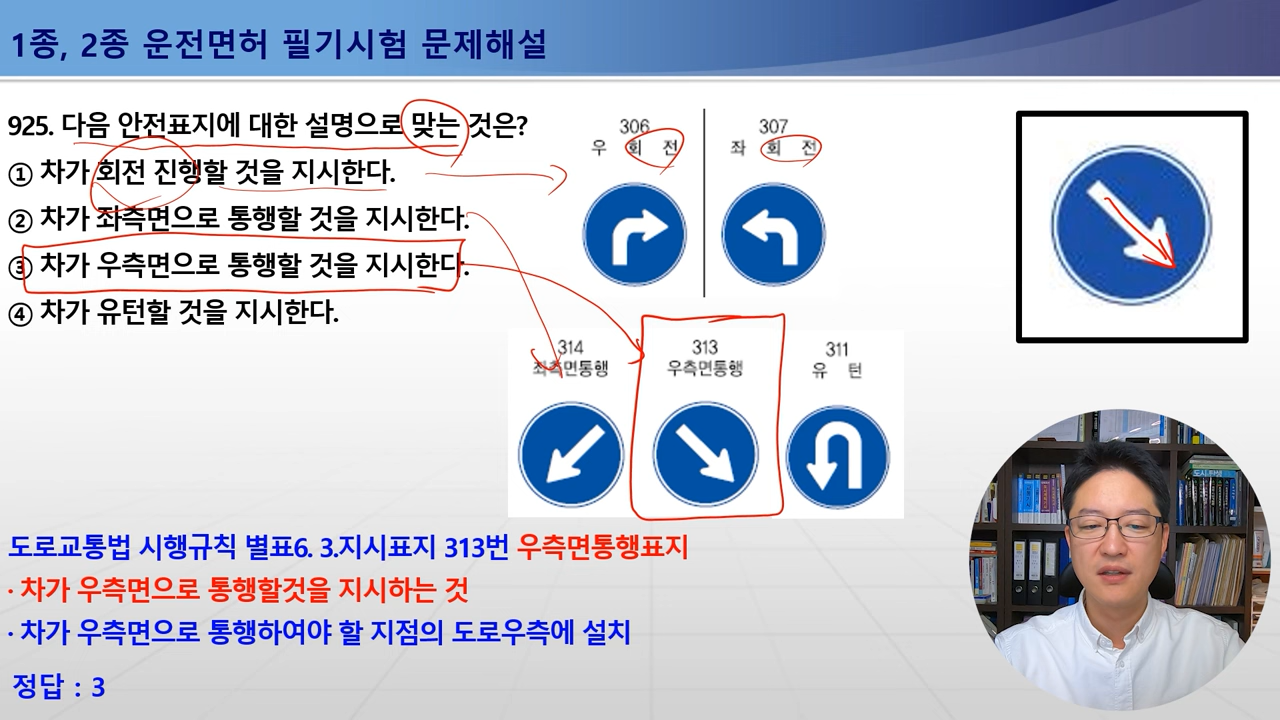 1종, 2종 운전면허 필기시험 문제해설
925. 다음 안전표지에 대한 설명으로 맞는 것은?
① 차가 회전 진행할 것을 지시한다.
② 차가 좌측면으로 통행할 것을 지시한다.
③ 차가 우측면으로 통행할 것을 지시한다.
④ 차가 유턴할 것을 지시한다.
306
우 회 전
307
좌 회 전
314
좌측면통행
313
우측면통행
311
유 턴
도로교통법 시행규칙 별표6. 3.지시표지 313번 우측면통행표지
· 차가 우측면으로 통행할것을 지시하는 것
· 차가 우측면으로 통행하여야 할 지점의 도로우측에 설치
정답 : 3